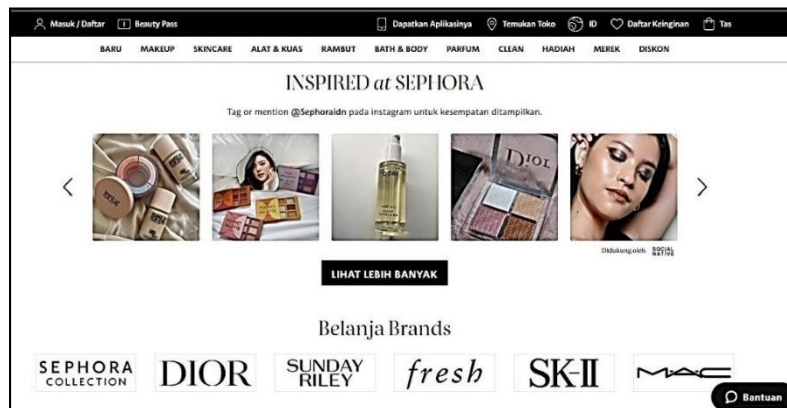 Masuk / Daftar Beauty Pass Dapatkan Aplikasinya Temukan Toko ID Daftar Keinginan Tas
BARU MAKEUP SKINCARE ALAT & KUAS RAMBUT BATH & BODY PARFUM CLEAN HADIAH MEREK DISKON
INSPIRED at SEPHORA
Tag or mention @Sephoraidn pada instagram untuk kesempatan ditampilkan.
DIOR
Didukung oleh SOCIAL NATIVE
LIHAT LEBIH BANYAK
Belanja Brands
SEPHORA COLLECTION
DIOR
SUNDAY RILEY
fresh
SK-II
MAC
Bantuan